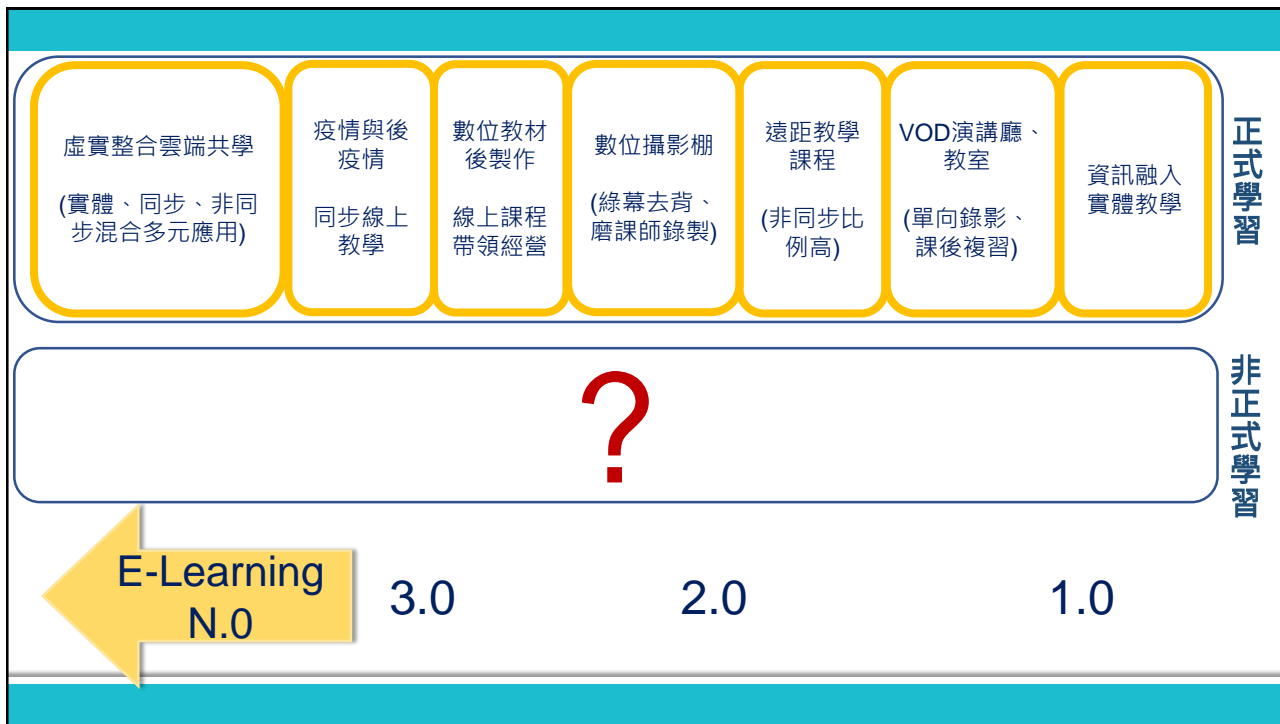 虛實整合雲端共學
(實體、同步、非同
步混合多元應用)
疫情與後
疫情
同步線上
教學
數位教材
後製作
線上課程
帶領經營
數位攝影棚
(綠幕去背、
磨課師錄製)
遠距教學
課程
(非同步比
例高)
VOD演講廳、
教室
(單向錄影、
課後複習)
資訊融入
實體教學
正式學習
?
非正式學習
E-Learning
N.0
3.0
2.0
1.0